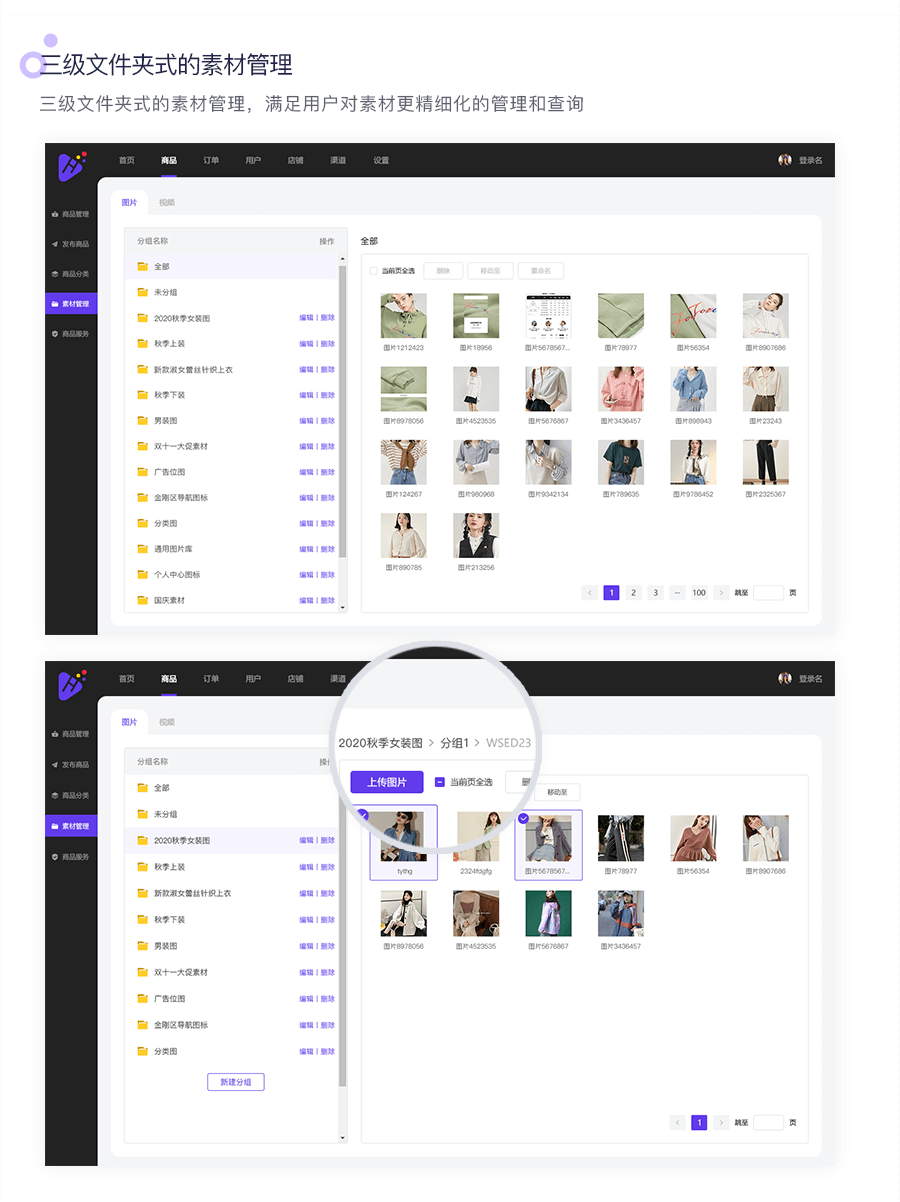 三级文件夹式的素材管理
三级文件夹式的素材管理，满足用户对素材更精细化的管理和查询
首页 商品 订单 用户 店铺 渠道 设置 登录名
图片 视频
商品管理
发布商品
商品分类
素材管理
商品服务
分组名称 操作
全部
未分组
2020秋季女装图 编辑 | 删除
秋季上装 编辑 | 删除
新款淑女蕾丝针织上衣 编辑 | 删除
秋季下装 编辑 | 删除
男装图 编辑 | 删除
双十一大促素材 编辑 | 删除
广告位图 编辑 | 删除
金刚区导航图标 编辑 | 删除
分类图 编辑 | 删除
通用图片库 编辑 | 删除
个人中心图标 编辑 | 删除
国庆素材 编辑 | 删除
全部
当前页全选 删除 移动至 重命名
图片1212423 图片18956 图片5678567... 图片78977 图片56354 图片8907686
图片8978056 图片4523535 图片5676867 图片3436457 图片898943 图片23243
图片124267 图片980968 图片9342134 图片789635 图片9786452 图片2325367
图片890785 图片213256
< 1 2 3 ··· 100 > 跳至 页
首页 商品 订单 用户 店铺 渠道 登录名
图片 视频
商品管理
发布商品
商品分类
素材管理
商品服务
分组名称
全部
未分组
2020秋季女装图 编辑 | 删除
秋季上装 编辑 | 删除
新款淑女蕾丝针织上衣 编辑 | 删除
秋季下装 编辑 | 删除
男装图 编辑 | 删除
双十一大促素材 编辑 | 删除
广告位图 编辑 | 删除
金刚区导航图标 编辑 | 删除
分类图 编辑 | 删除
新建分组
2020秋季女装图 > 分组1 > WSED23
上传图片 当前页全选 移动至
tythg 2324fdgfg 图片5678567... 图片78977 图片56354 图片8907686
图片8978056 图片4523535 图片5676867 图片3436457
< 1 > 跳至 页